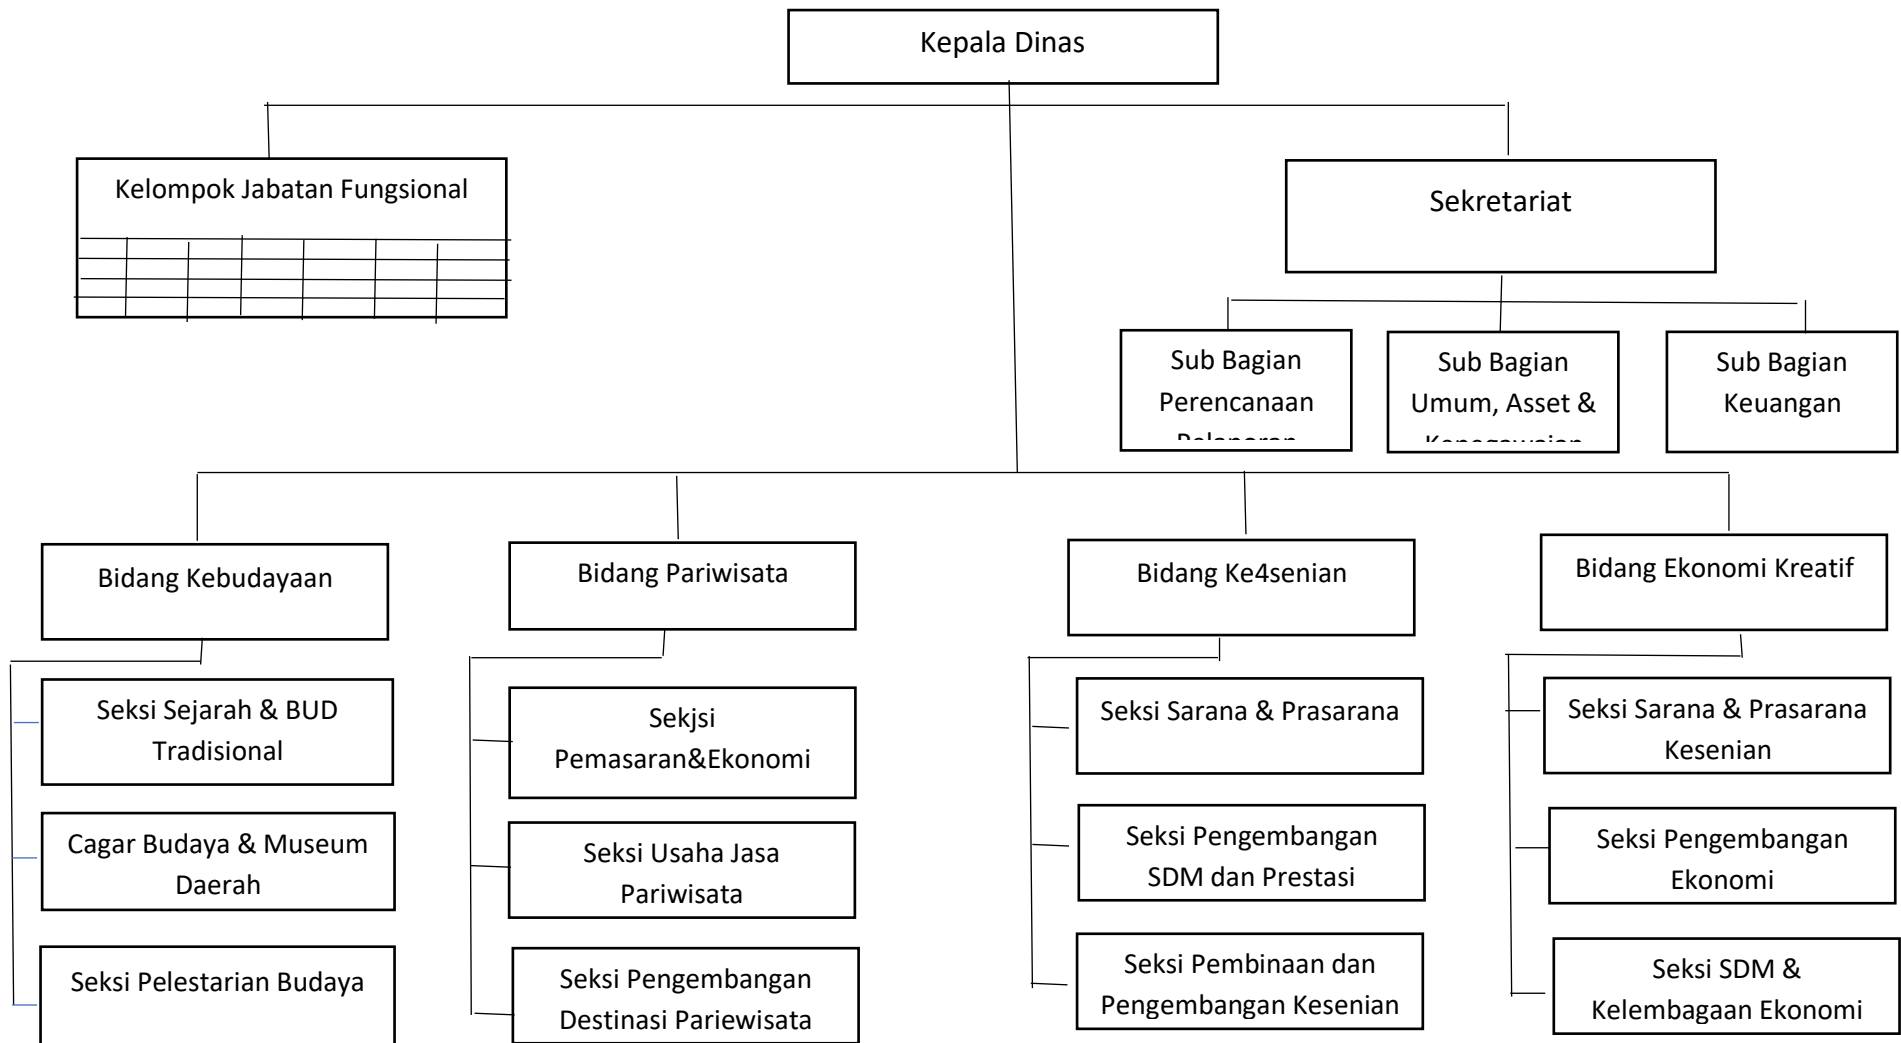 Kepala Dinas
Kelompok Jabatan Fungsional
Sekretariat
Sub Bagian
Perencanaan
Sub Bagian
Umum, Asset &
Sub Bagian
Keuangan
Bidang Kebudayaan
Bidang Pariwisata
Bidang Ke4senian
Bidang Ekonomi Kreatif
Seksi Sejarah & BUD
Tradisional
Cagar Budaya & Museum
Daerah
Seksi Pelestarian Budaya
Sekjsi
Pemasaran&Ekonomi
Seksi Usaha Jasa
Pariwisata
Seksi Pengembangan
Destinasi Pariewisata
Seksi Sarana & Prasarana
Seksi Pengembangan
SDM dan Prestasi
Seksi Pembinaan dan
Pengembangan Kesenian
Seksi Sarana & Prasarana
Kesenian
Seksi Pengembangan
Ekonomi
Seksi SDM &
Kelembagaan Ekonomi